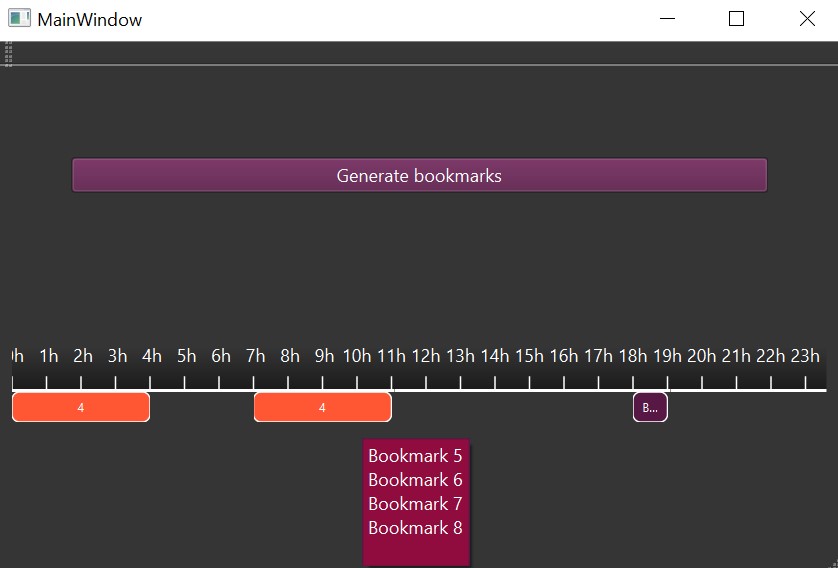 MainWindow
Generate bookmarks
0h 1h 2h 3h 4h 5h 6h 7h 8h 9h 10h 11h 12h 13h 14h 15h 16h 17h 18h 19h 20h 21h 22h 23h
4 4 B...
Bookmark 5
Bookmark 6
Bookmark 7
Bookmark 8